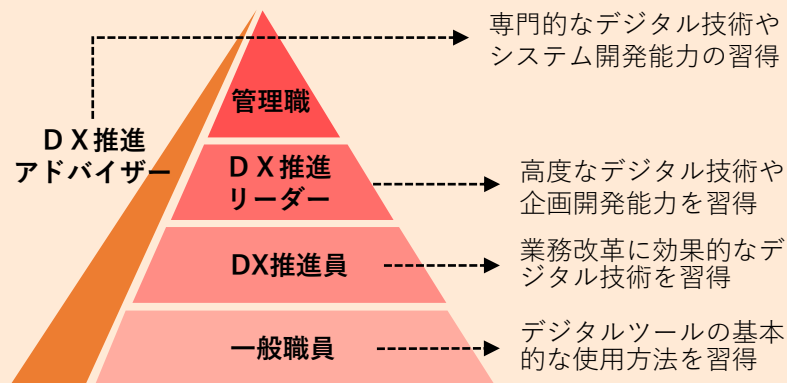 専門的なデジタル技術や
システム開発能力の習得
管理職
ＤＸ推進
アドバイザー
ＤＸ推進
リーダー
高度なデジタル技術や
企画開発能力を習得
DX推進員
業務改革に効果的なデ
ジタル技術を習得
一般職員
デジタルツールの基本
的な使用方法を習得